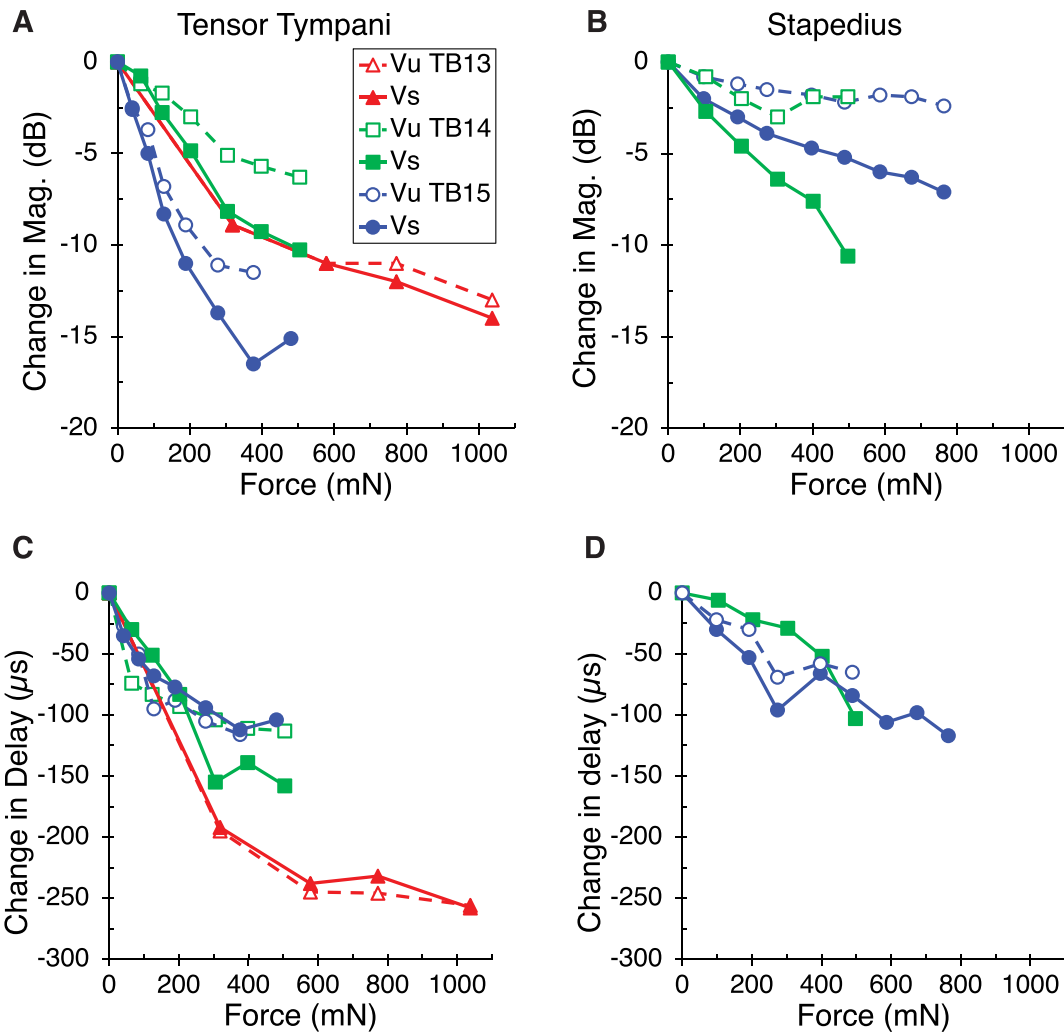 A
Tensor Tympani
0
-5
-10
-15
-20
Change in Mag. (dB)
0 200 400 600 800 1000
Force (mN)
Vu TB13
Vs
Vu TB14
Vs
Vu TB15
Vs
B
Stapedius
0
-5
-10
-15
-20
Change in Mag. (dB)
0 200 400 600 800 1000
Force (mN)
C
0
-50
-100
-150
-200
-250
-300
Change in Delay (µs)
0 200 400 600 800 1000
Force (mN)
D
0
-50
-100
-150
-200
-250
-300
Change in delay (µs)
0 200 400 600 800 1000
Force (mN)